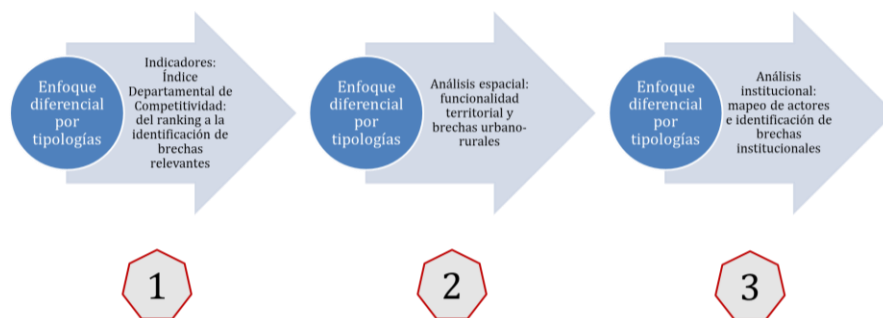 Enfoque
diferencial
por
tipologías
Indicadores:
Índice
Departamental de
Competitividad:
del ranking a la
identificación de
brechas
relevantes
Enfoque
diferencial
por
tipologías
Análisis espacial:
funcionalidad
territorial y
brechas urbano-
rurales
Enfoque
diferencial
por
tipologías
Análisis
institucional:
mapeo de actores
e identificación de
brechas
institucionales
1
2
3